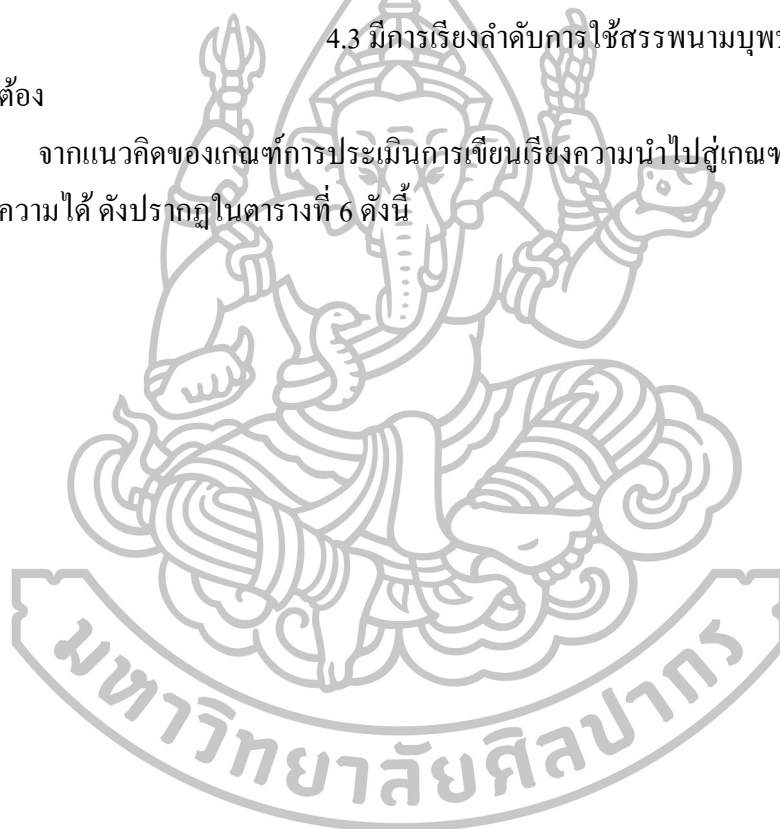 4.3 มีการเรียงลำดับการใช้สรรพนามบุพ
ต้อง
จากแนวคิดของเกณฑ์การประเมินการเขียนเรียงความนำไปสู่เกณฑ
ความได้ ดังปรากฏในตารางที่ 6 ดังนี้
มหาวิทยาลัยศิลปากร